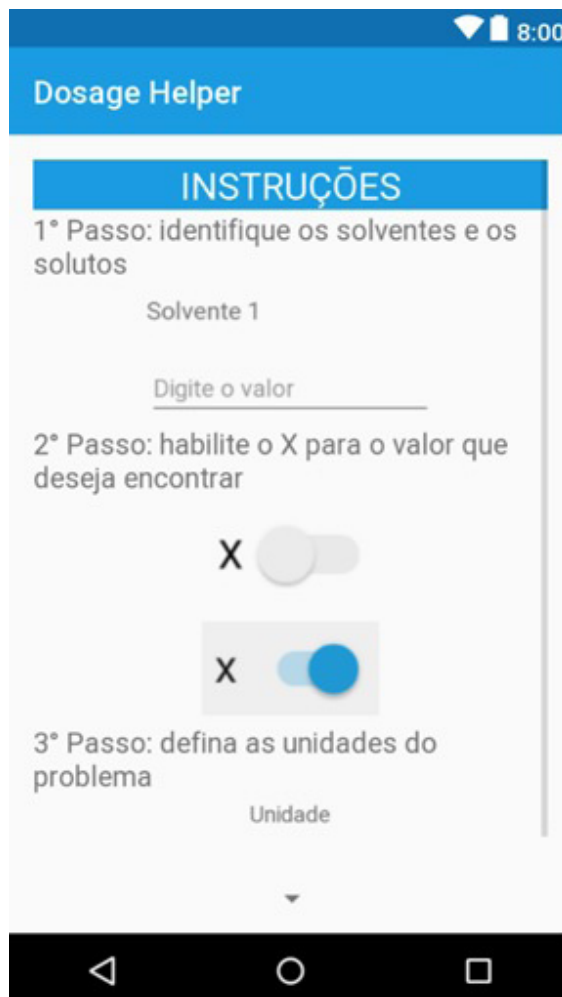 8:00
Dosage Helper
INSTRUÇÕES
1° Passo: identifique os solventes e os
solutos
Solvente 1
Digite o valor
2° Passo: habilite o X para o valor que
deseja encontrar
X
X
3° Passo: defina as unidades do
problema
Unidade